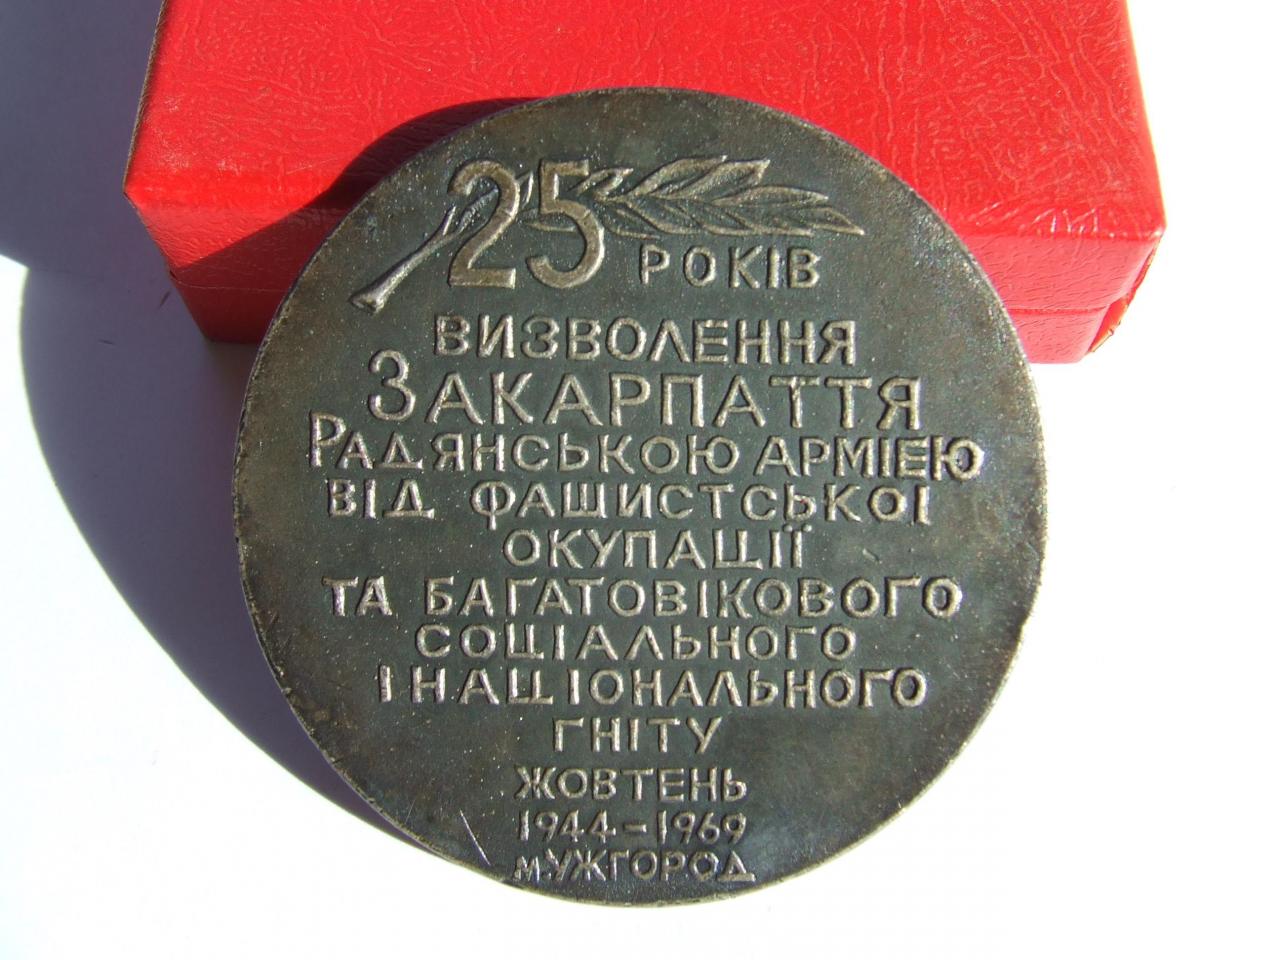 25 РОКІВ
ВИЗВОЛЕННЯ
ЗАКАРПАТТЯ
РАДЯНСЬКОЮ АРМІЄЮ
ВІД ФАШИСТСЬКОЇ
ОКУПАЦІЇ
ТА БАГАТОВІКОВОГО
СОЦІАЛЬНОГО
І НАЦІОНАЛЬНОГО
ГНІТУ
ЖОВТЕНЬ
1944-1969
м.УЖГОРОД